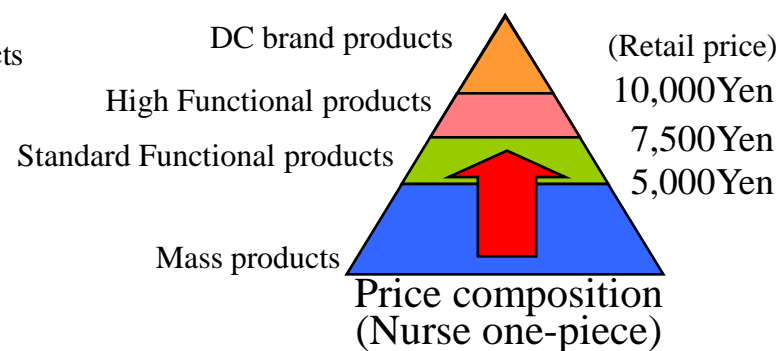 DC brand products
(Retail price)
High Functional products
10,000Yen
7,500Yen
Standard Functional products
5,000Yen
Mass products
Price composition
(Nurse one-piece)